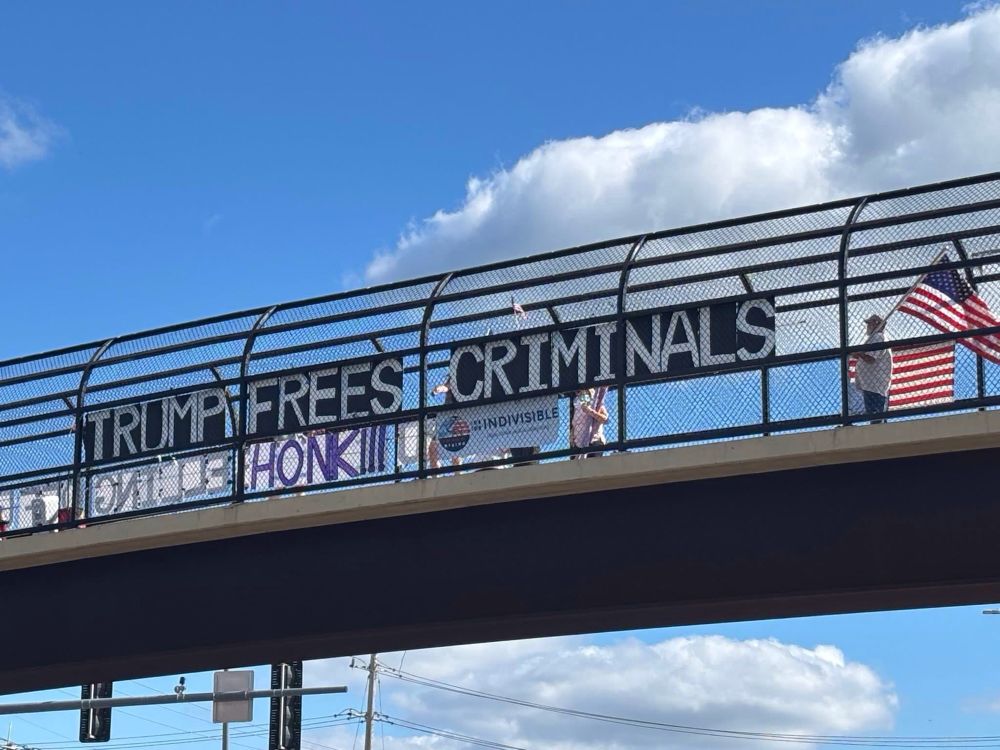 TRUMP FREES CRIMINALS
HONK!!!
INDIVISIBLE